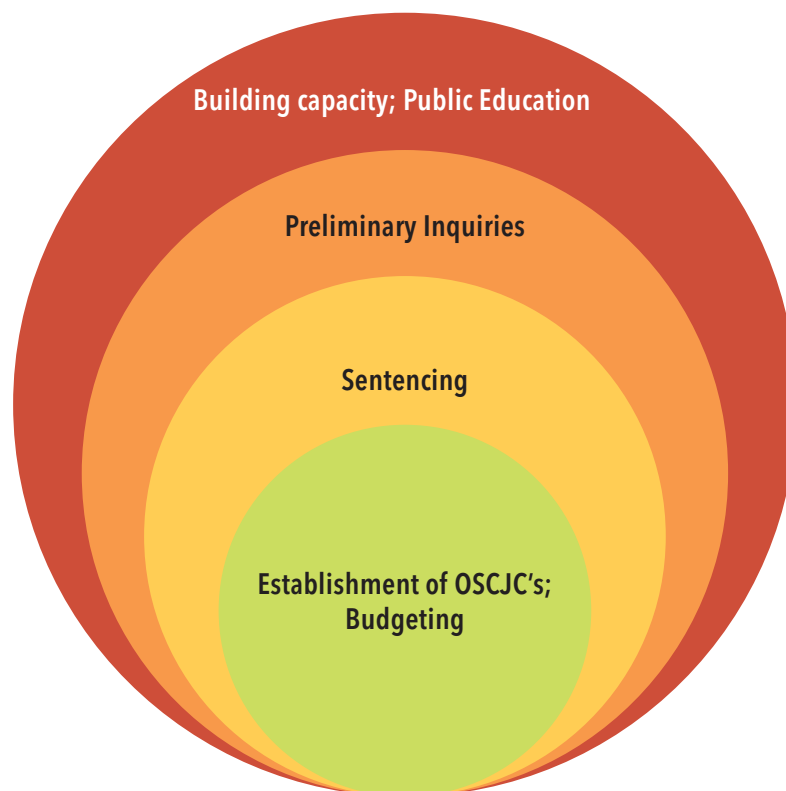 Building capacity; Public Education
Preliminary Inquiries
Sentencing
Establishment of OSCJC's;
Budgeting